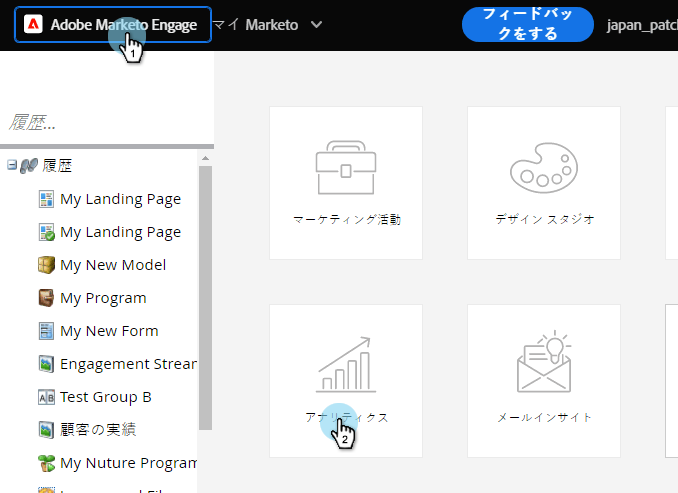 Adobe Marketo Engage
マイ Marketo
フィードバッ
クをする
japan_patch
1
履歴...
履歴
My Landing Page
My Landing Page
My New Model
My Program
My New Form
Engagement Strear
Test Group B
顧客の実績
My Nuture Program
マーケティング活動
デザイン スタジオ
アナリティクス
2
メールインサイト